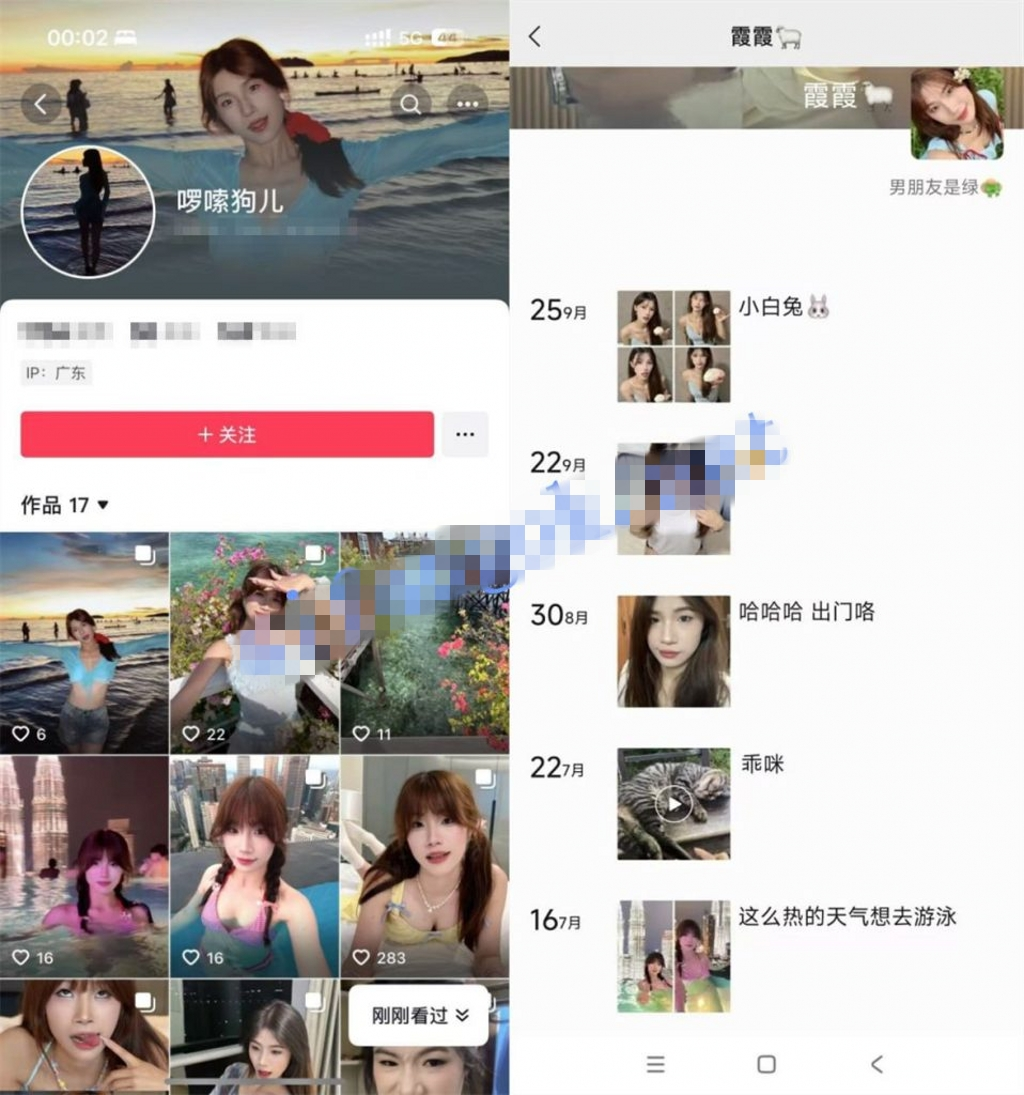 00:02
5G
44
啰嗦狗儿
IP：广东
+ 关注
作品 17
6
22
11
16
16
283
刚刚看过
霞霞
霞霞
男朋友是绿
25 9月
小白兔
22 9月
30 8月
哈哈哈 出门咯
22 7月
乖咪
16 7月
这么热的天气想去游泳